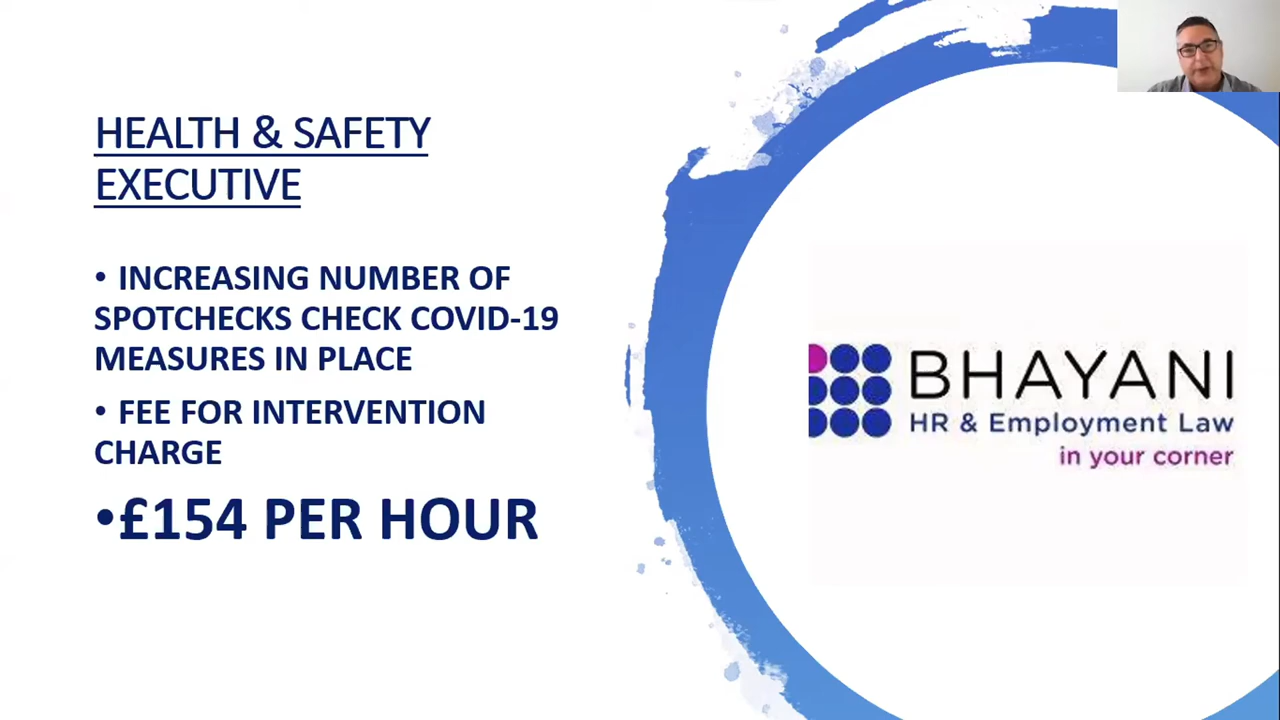 HEALTH & SAFETY
EXECUTIVE
• INCREASING NUMBER OF
SPOTCHECKS CHECK COVID-19
MEASURES IN PLACE
• FEE FOR INTERVENTION
CHARGE
•£154 PER HOUR
BHAYANI
HR & Employment Law
in your corner